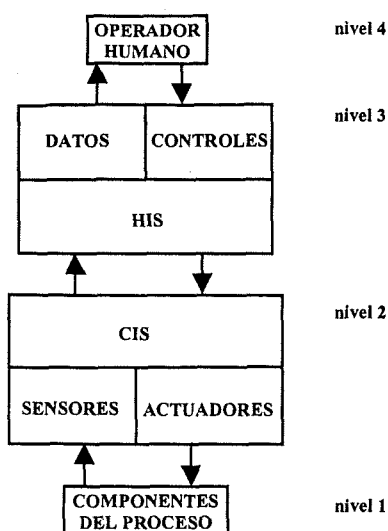 OPERADOR
HUMANO
nivel 4
nivel 3
DATOS
CONTROLES
HIS
nivel 2
CIS
SENSORES
ACTUADORES
COMPONENTES
DEL PROCESO
nivel 1